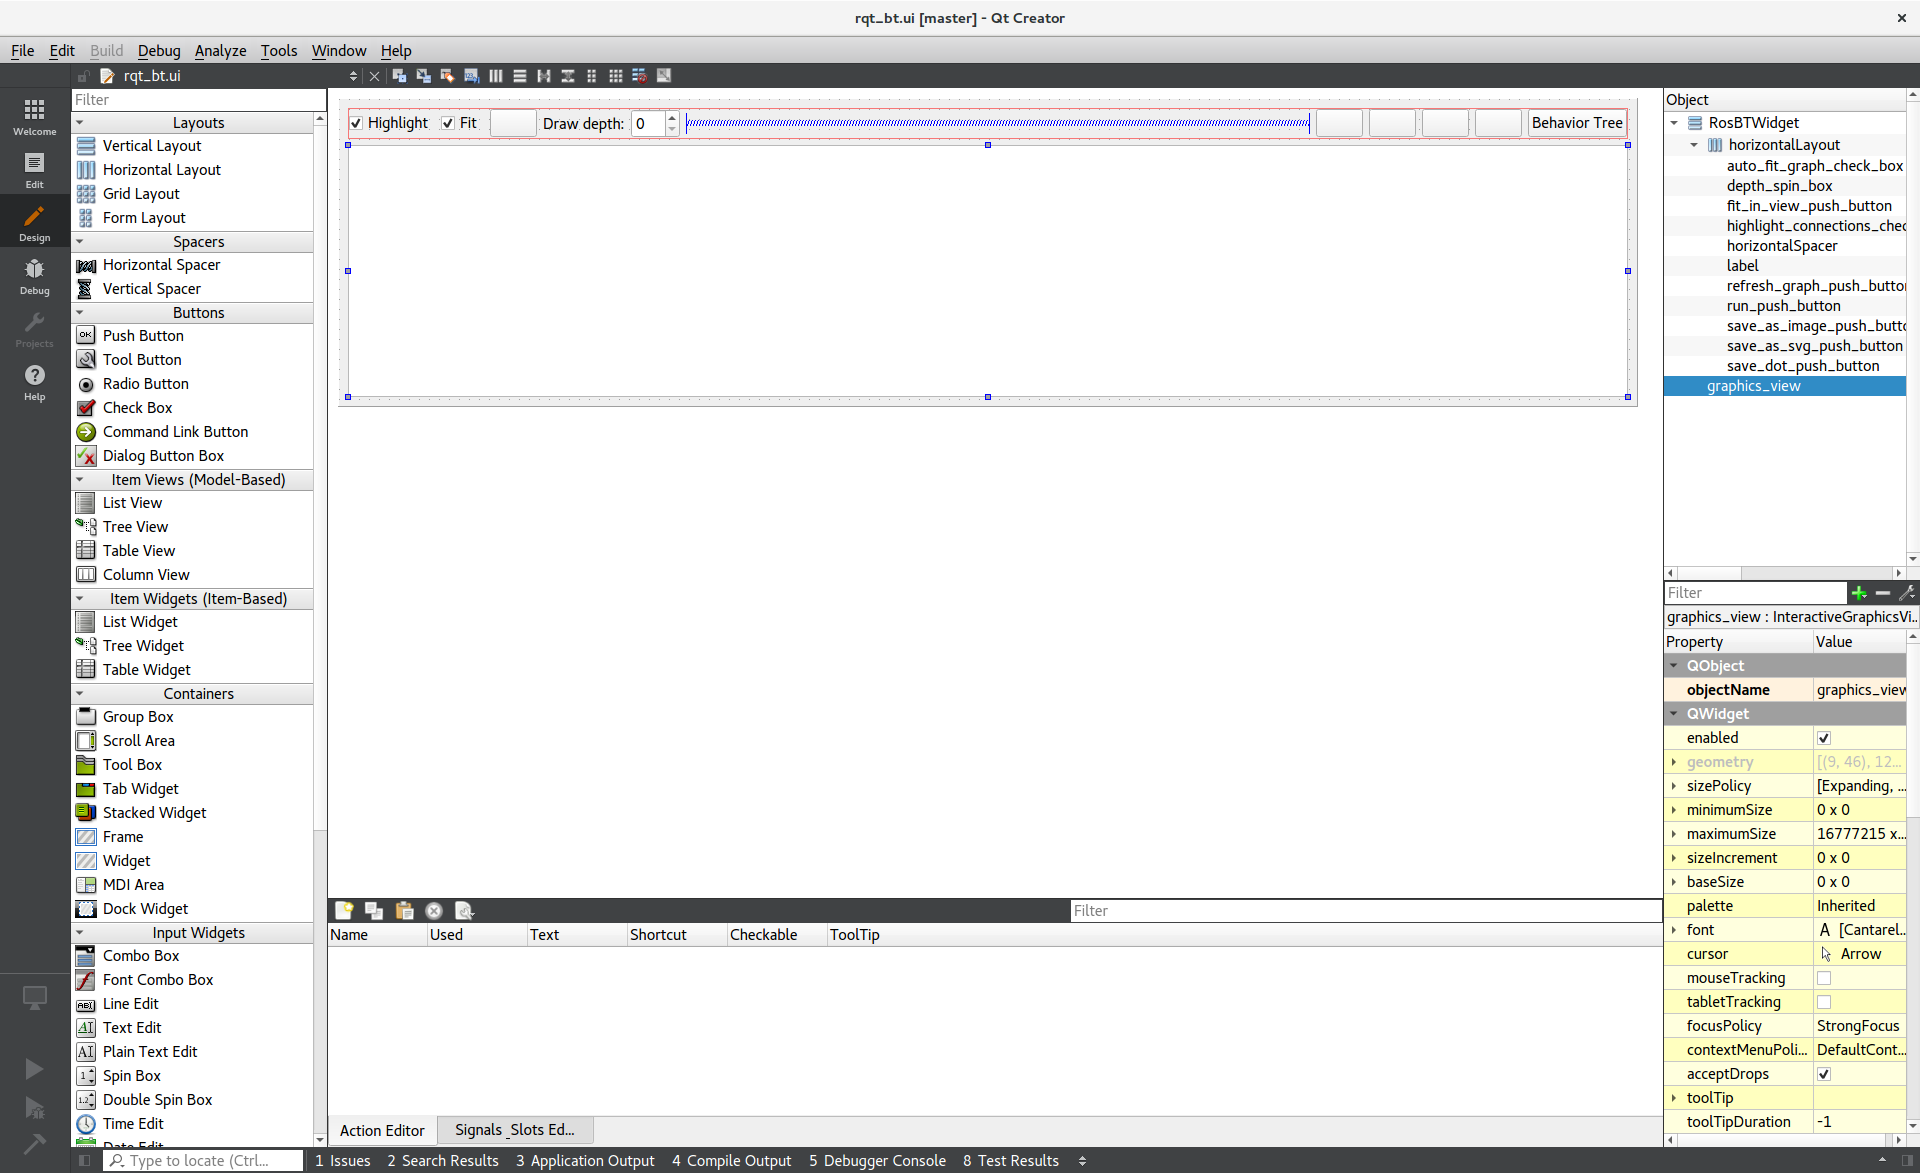 rqt_bt.ui [master] - Qt Creator
File Edit Build Debug Analyze Tools Window Help
rqt_bt.ui
Welcome
Edit
Design
Debug
Projects
Help
Filter
Layouts
Vertical Layout
Horizontal Layout
Grid Layout
Form Layout
Spacers
Horizontal Spacer
Vertical Spacer
Buttons
Push Button
Tool Button
Radio Button
Check Box
Command Link Button
Dialog Button Box
Item Views (Model-Based)
List View
Tree View
Table View
Column View
Item Widgets (Item-Based)
List Widget
Tree Widget
Table Widget
Containers
Group Box
Scroll Area
Tool Box
Tab Widget
Stacked Widget
Frame
Widget
MDI Area
Dock Widget
Input Widgets
Combo Box
Font Combo Box
Line Edit
Text Edit
Plain Text Edit
Spin Box
Double Spin Box
Time Edit
Date Edit
Highlight Fit Draw depth: 0 Behavior Tree
Filter
Name Used Text Shortcut Checkable ToolTip
Action Editor Signals _Slots Ed...
Object
RosBTWidget
horizontalLayout
auto_fit_graph_check_box
depth_spin_box
fit_in_view_push_button
highlight_connections_chec
horizontalSpacer
label
refresh_graph_push_butto
run_push_button
save_as_image_push_butto
save_as_svg_push_button
save_dot_push_button
graphics_view
Filter
graphics_view : InteractiveGraphicsVi..
Property Value
QObject
objectName graphics_view
QWidget
enabled
geometry [(9, 46), 12...
sizePolicy [Expanding, ...
minimumSize 0 x 0
maximumSize 16777215 x...
sizeIncrement 0 x 0
baseSize 0 x 0
palette Inherited
font A [Cantarel...
cursor Arrow
mouseTracking
tabletTracking
focusPolicy StrongFocus
contextMenuPoli... DefaultCont...
acceptDrops
toolTip
toolTipDuration -1
Type to locate (Ctrl... 1 Issues 2 Search Results 3 Application Output 4 Compile Output 5 Debugger Console 8 Test Results